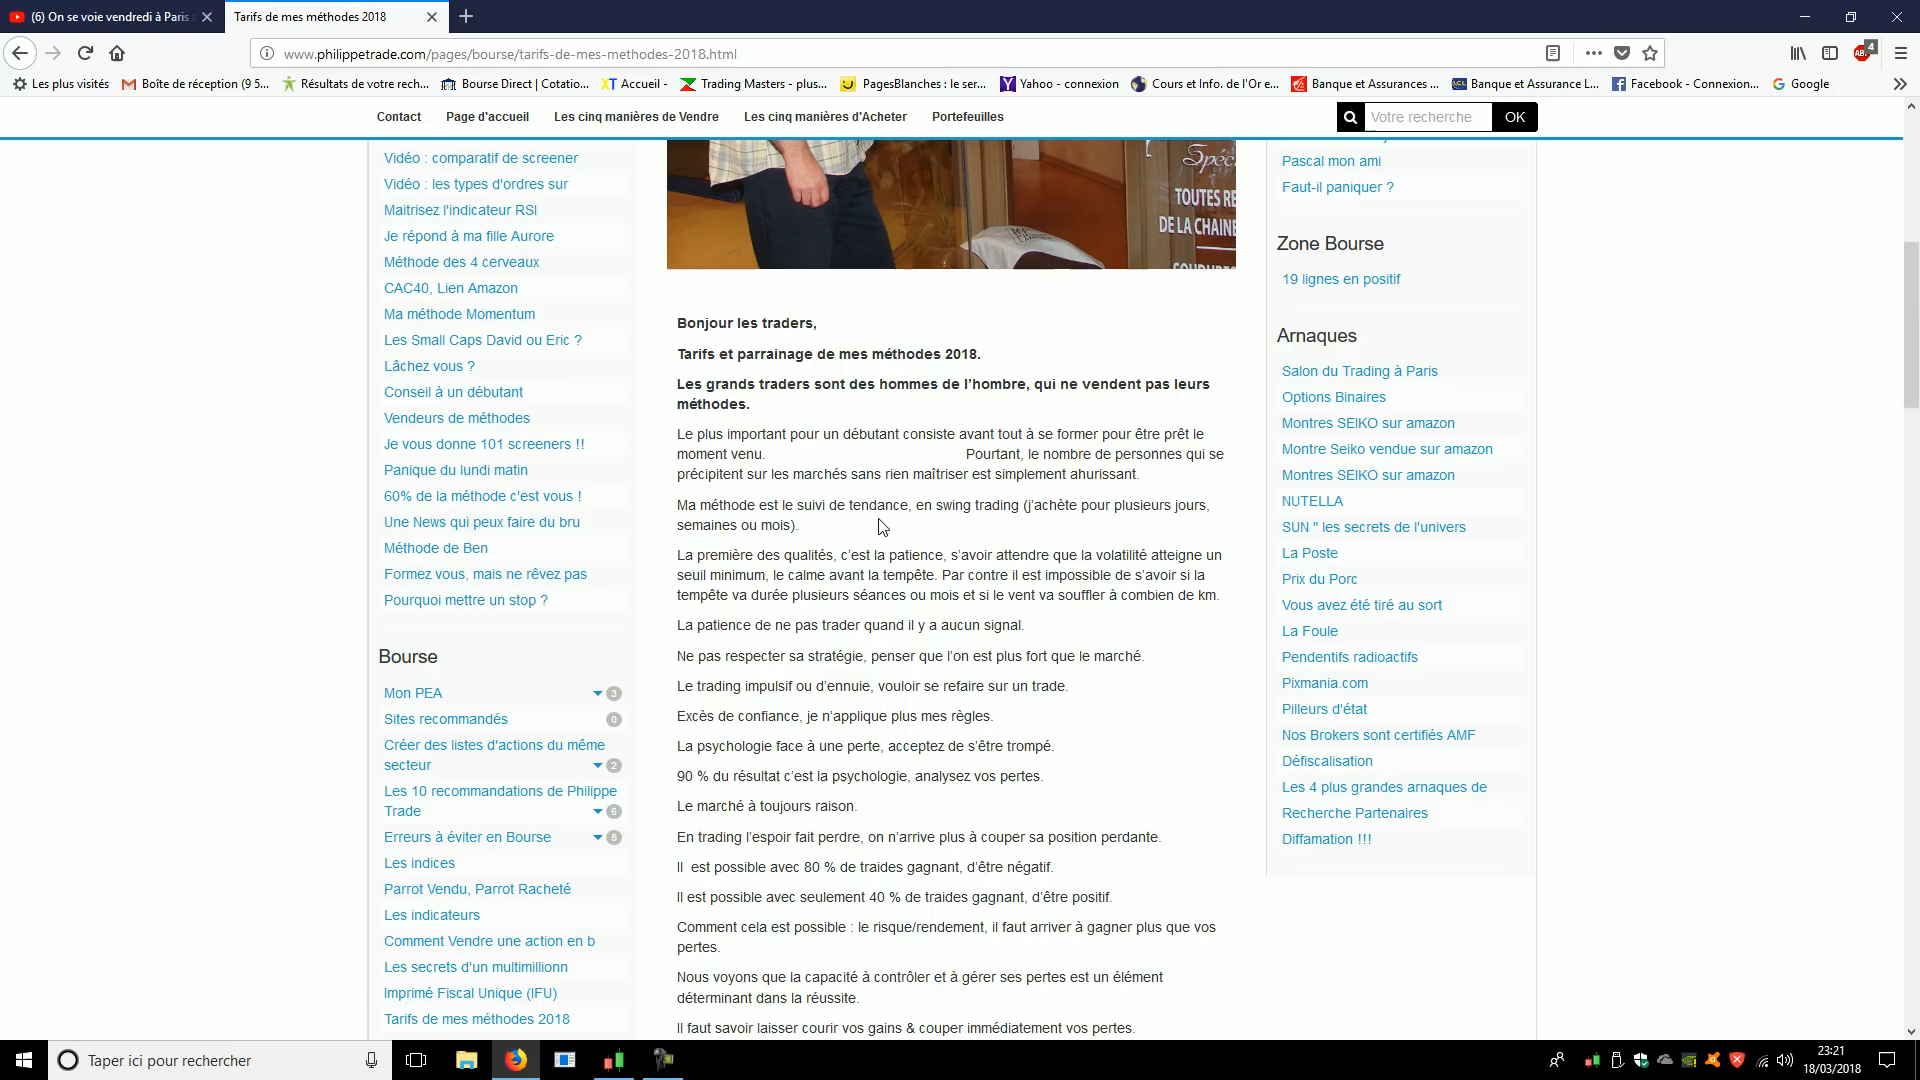 (6) On se voie vendredi à Paris
Tarifs de mes méthodes 2018
www.philippetrade.com/pages/bourse/tarifs-de-mes-methodes-2018.html
4
Les plus visités
Boîte de réception (9 5...
Résultats de votre rech...
Bourse Direct | Cotatio...
XT Accueil -
Trading Masters - plus...
PagesBlanches : le ser...
Yahoo - connexion
Cours et Info. de l'Or e...
Banque et Assurances ...
LCL Banque et Assurance L...
Facebook - Connexion...
Google
Contact
Page d'accueil
Les cinq manières de Vendre
Les cinq manières d'Acheter
Portefeuilles
Votre recherche
OK
Vidéo : comparatif de screener
Vidéo : les types d'ordres sur
Maitrisez l'indicateur RSI
Je répond à ma fille Aurore
Méthode des 4 cerveaux
CAC40, Lien Amazon
Ma méthode Momentum
Les Small Caps David ou Eric ?
Lâchez vous ?
Conseil à un débutant
Vendeurs de méthodes
Je vous donne 101 screeners !!
Panique du lundi matin
60% de la méthode c'est vous !
Une News qui peux faire du bru
Méthode de Ben
Formez vous, mais ne rêvez pas
Pourquoi mettre un stop ?
Bourse
Mon PEA 3
Sites recommandés 0
Créer des listes d'actions du même
secteur 2
Les 10 recommandations de Philippe
Trade 6
Erreurs à éviter en Bourse 5
Les indices
Parrot Vendu, Parrot Racheté
Les indicateurs
Comment Vendre une action en b
Les secrets d'un multimillionn
Imprimé Fiscal Unique (IFU)
Tarifs de mes méthodes 2018
TOUTES RE
DE LA CHAINE
Bonjour les traders,
Tarifs et parrainage de mes méthodes 2018.
Les grands traders sont des hommes de l’hombre, qui ne vendent pas leurs
méthodes.
Le plus important pour un débutant consiste avant tout à se former pour être prêt le
moment venu. Pourtant, le nombre de personnes qui se
précipitent sur les marchés sans rien maîtriser est simplement ahurissant.
Ma méthode est le suivi de tendance, en swing trading (j’achète pour plusieurs jours,
semaines ou mois).
La première des qualités, c’est la patience, s’avoir attendre que la volatilité atteigne un
seuil minimum, le calme avant la tempête. Par contre il est impossible de s’avoir si la
tempête va durée plusieurs séances ou mois et si le vent va souffler à combien de km.
La patience de ne pas trader quand il y a aucun signal.
Ne pas respecter sa stratégie, penser que l’on est plus fort que le marché.
Le trading impulsif ou d’ennuie, vouloir se refaire sur un trade.
Excès de confiance, je n’applique plus mes règles.
La psychologie face à une perte, acceptez de s’être trompé.
90 % du résultat c’est la psychologie, analysez vos pertes.
Le marché à toujours raison.
En trading l’espoir fait perdre, on n’arrive plus à couper sa position perdante.
Il est possible avec 80 % de traides gagnant, d’être négatif.
Il est possible avec seulement 40 % de traides gagnant, d’être positif.
Comment cela est possible : le risque/rendement, il faut arriver à gagner plus que vos
pertes.
Nous voyons que la capacité à contrôler et à gérer ses pertes est un élément
déterminant dans la réussite.
Il faut savoir laisser courir vos gains & couper immédiatement vos pertes.
Pascal mon ami
Faut-il paniquer ?
Zone Bourse
19 lignes en positif
Arnaques
Salon du Trading à Paris
Options Binaires
Montres SEIKO sur amazon
Montre Seiko vendue sur amazon
Montres SEIKO sur amazon
NUTELLA
SUN " les secrets de l'univers
La Poste
Prix du Porc
Vous avez été tiré au sort
La Foule
Pendentifs radioactifs
Pixmania.com
Pilleurs d'état
Nos Brokers sont certifiés AMF
Défiscalisation
Les 4 plus grandes arnaques de
Recherche Partenaires
Diffamation !!!
Taper ici pour rechercher
23:21
18/03/2018